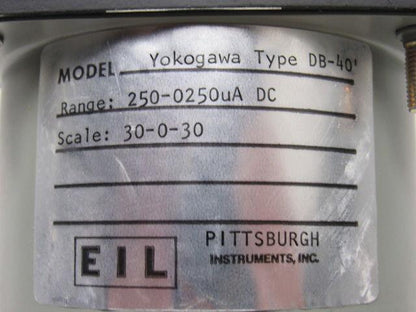 MODEL Yokogawa Type DB-40'
Range: 250-0250uA DC
Scale: 30-0-30
EIL PITTSBURGH
INSTRUMENTS, INC.